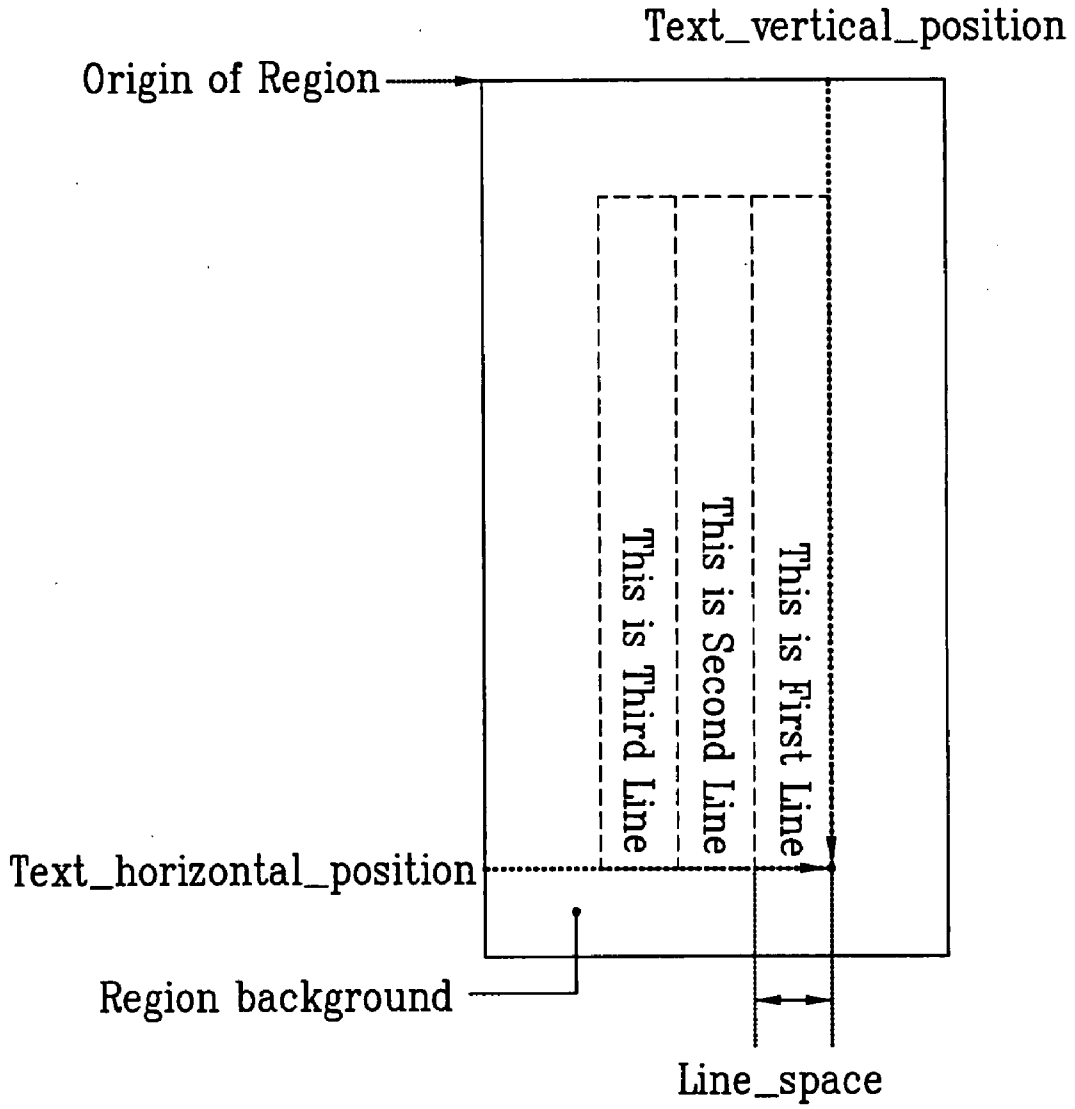 Text_vertical_position
Origin of Region
This is First Line
This is Second Line
This is Third Line
Text_horizontal_position
Region background
Line_space